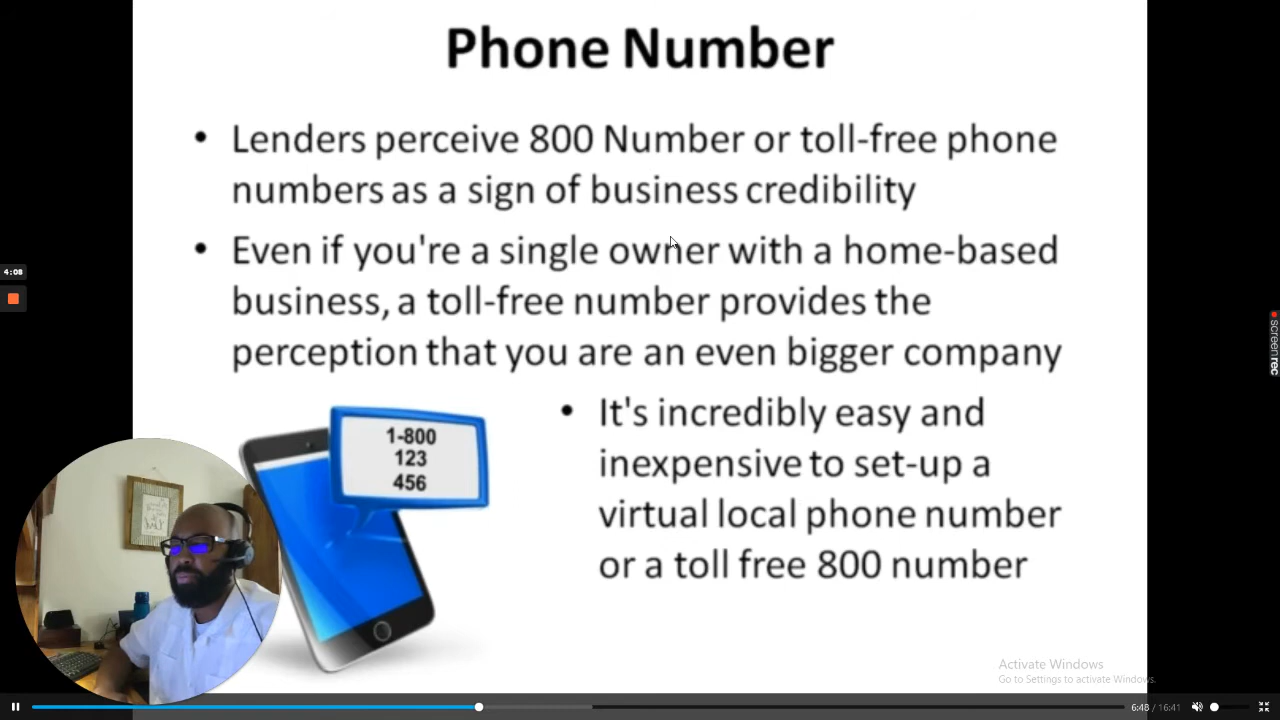 Phone Number
• Lenders perceive 800 Number or toll-free phone
numbers as a sign of business credibility
• Even if you're a single owner with a home-based
business, a toll-free number provides the
perception that you are an even bigger company
• It's incredibly easy and
inexpensive to set-up a
virtual local phone number
or a toll free 800 number
1-800
123
456
4:08
screenrec
Activate Windows
Go to Settings to activate Windows.
6:48 / 16:41